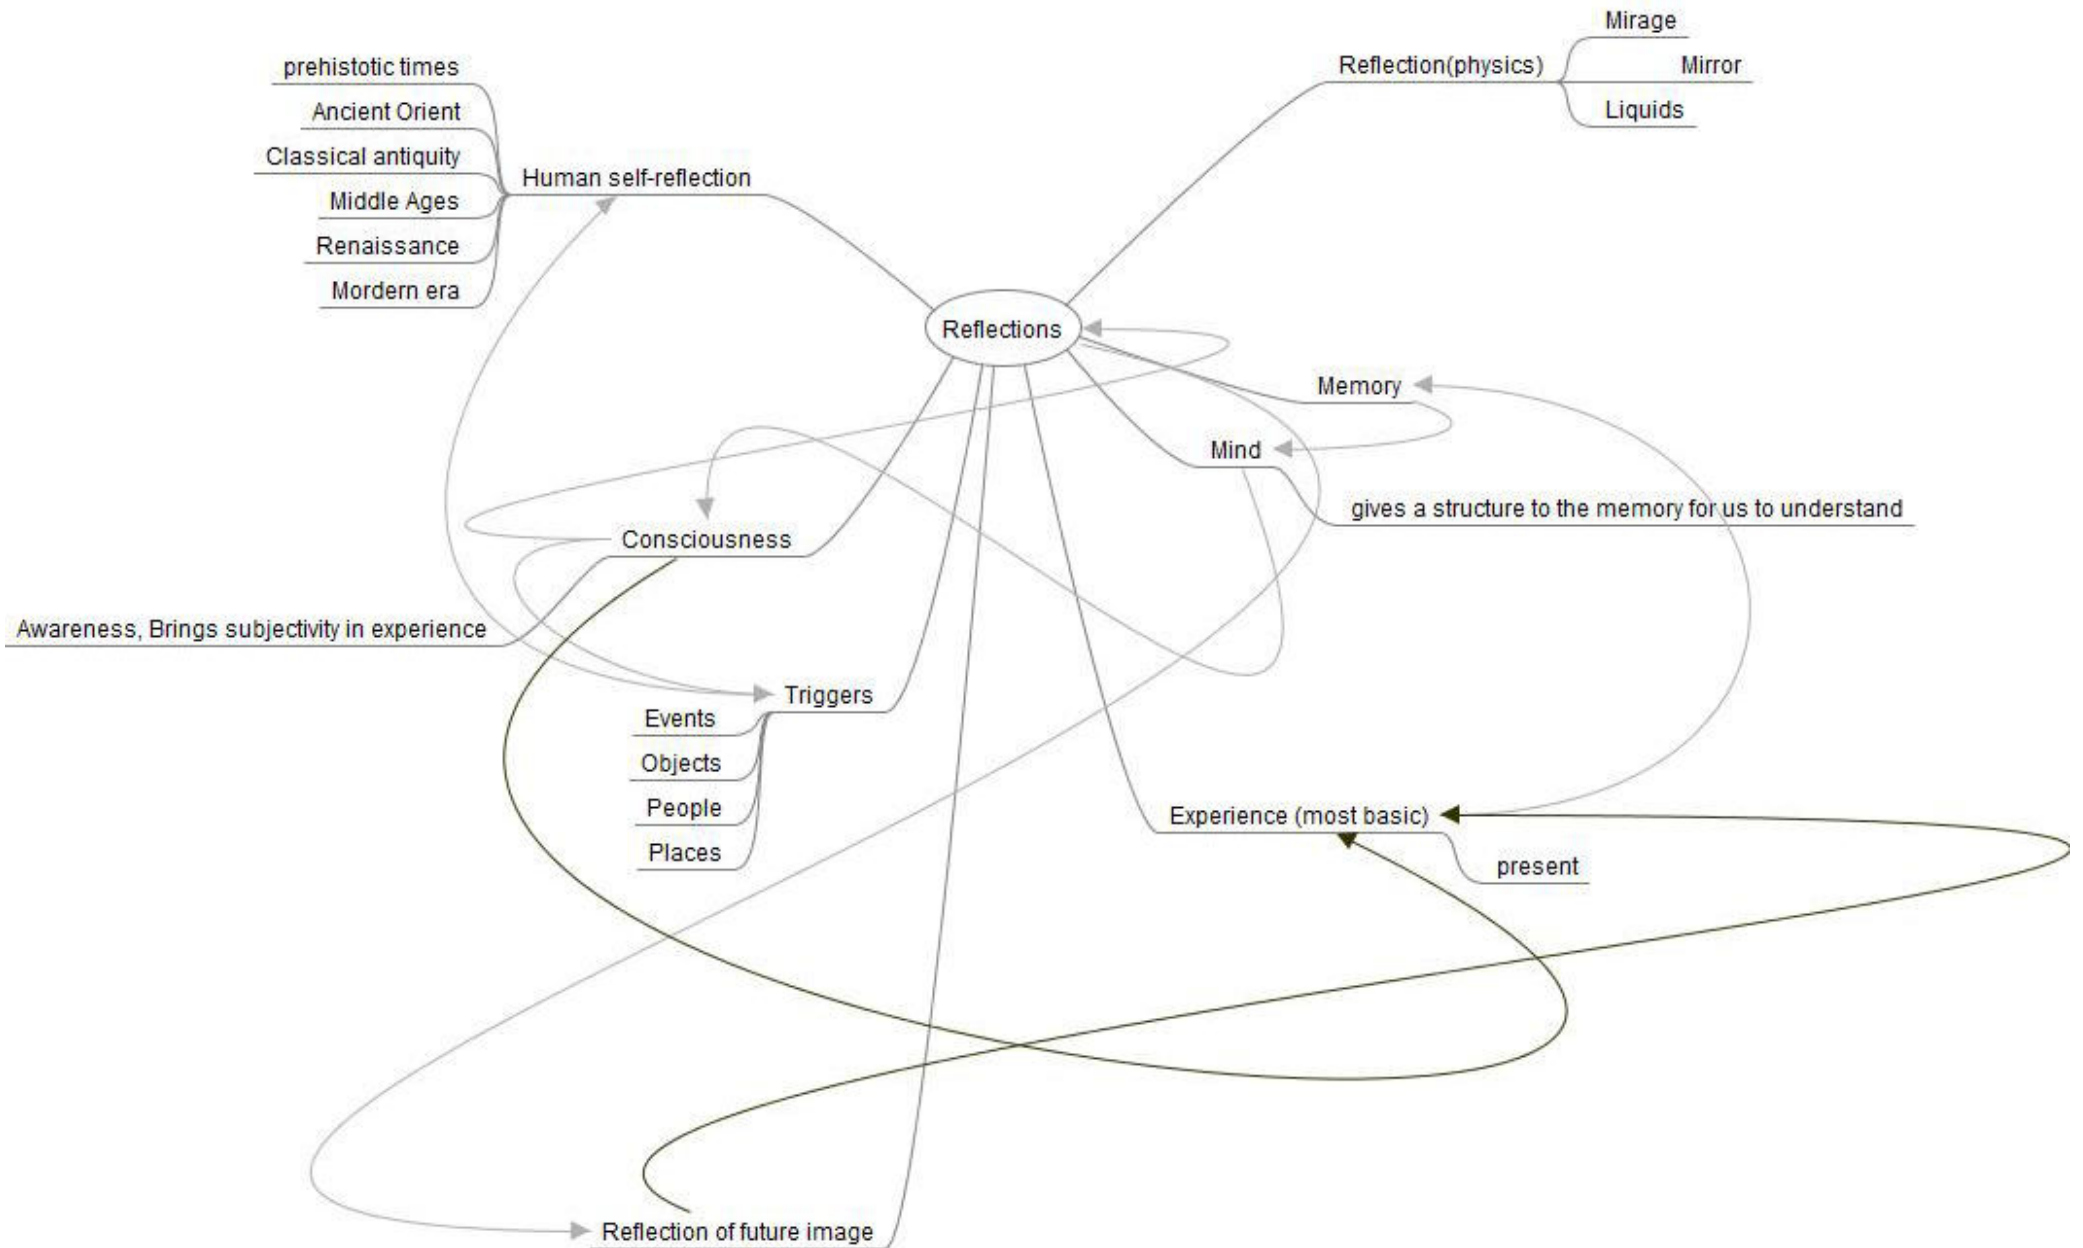 Reflections
Human self-reflection
prehistotic times
Ancient Orient
Classical antiquity
Middle Ages
Renaissance
Mordern era
Reflection(physics)
Mirage
Mirror
Liquids
Memory
Mind
gives a structure to the memory for us to understand
Consciousness
Awareness, Brings subjectivity in experience
Triggers
Events
Objects
People
Places
Experience (most basic)
present
Reflection of future image